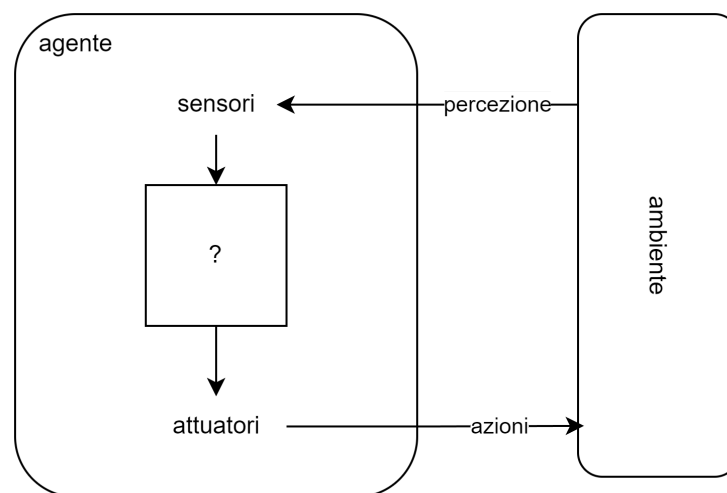 agente
sensori
percezione
?
ambiente
attuatori
azioni